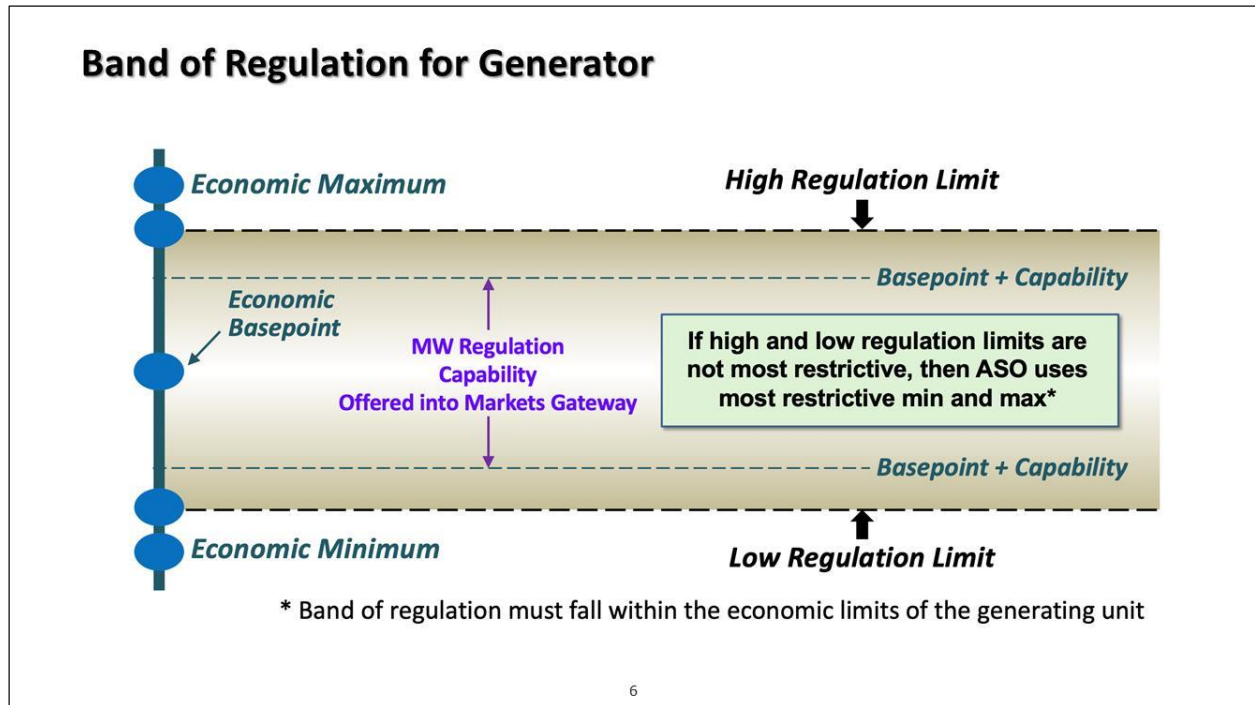 Band of Regulation for Generator
Economic Maximum
High Regulation Limit
Basepoint + Capability
Economic
Basepoint
MW Regulation
Capability
Offered into Markets Gateway
If high and low regulation limits are
not most restrictive, then ASO uses
most restrictive min and max*
Basepoint + Capability
Economic Minimum
Low Regulation Limit
* Band of regulation must fall within the economic limits of the generating unit
6